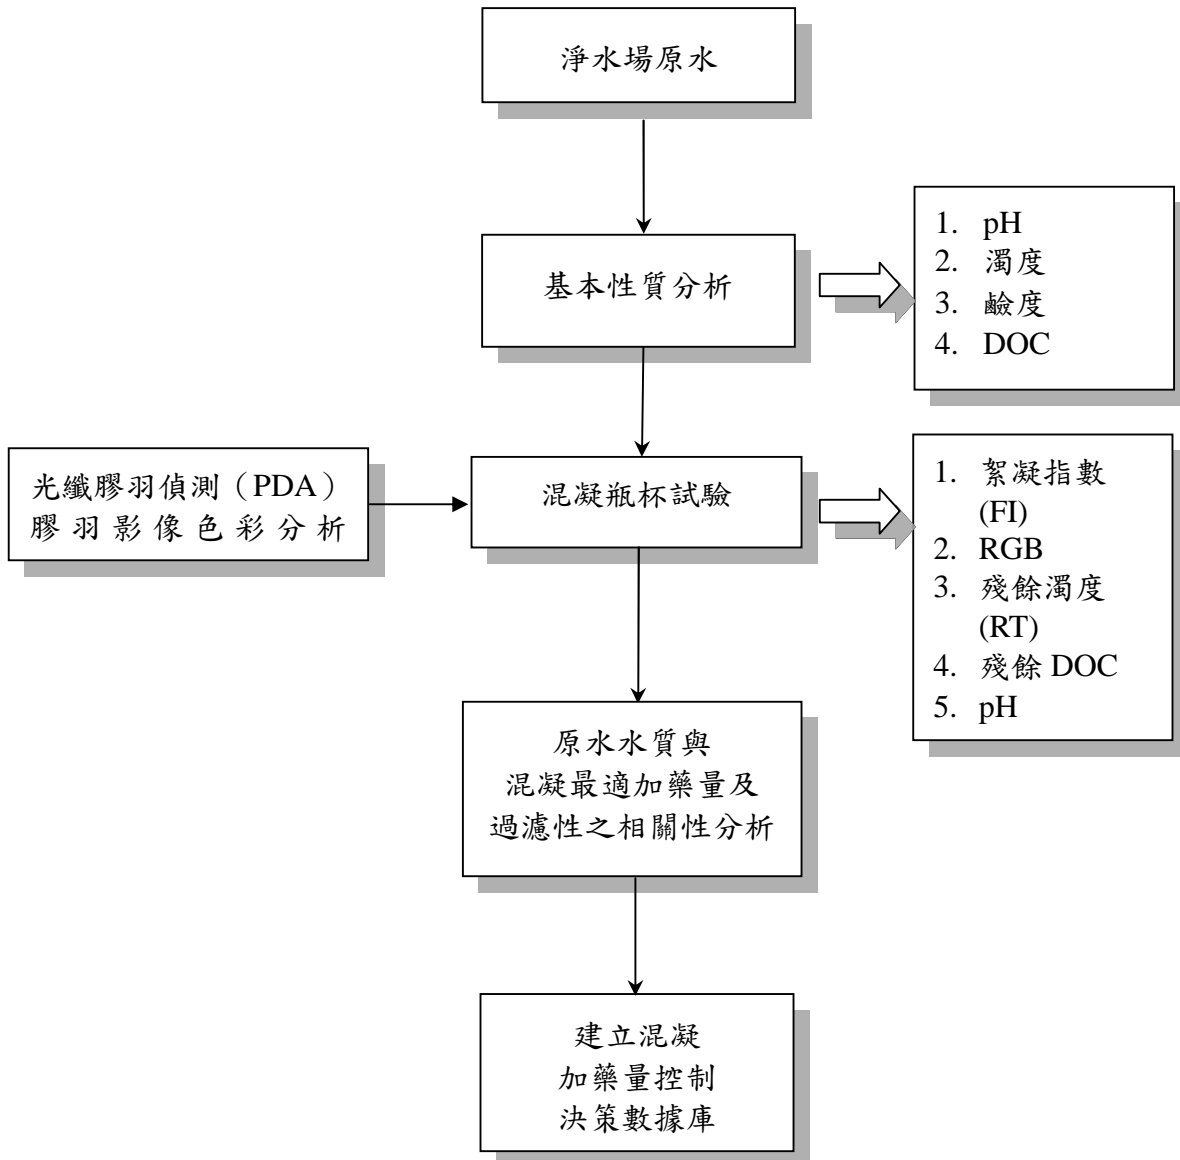 淨水場原水
基本性質分析
1. pH
2. 濁度
3. 鹼度
4. DOC
光纖膠羽偵測（PDA）
膠羽影像色彩分析
混凝瓶杯試驗
1. 絮凝指數
(FI)
2. RGB
3. 殘餘濁度
(RT)
4. 殘餘 DOC
5. pH
原水水質與
混凝最適加藥量及
過濾性之相關性分析
建立混凝
加藥量控制
決策數據庫